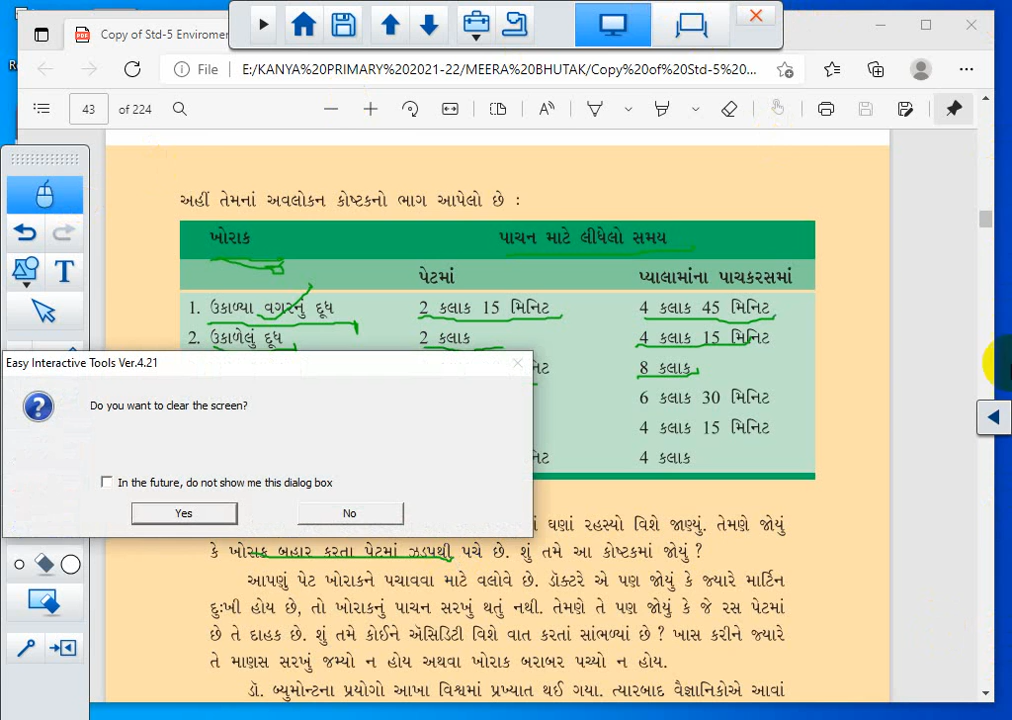 Copy of Std-5 Enviromen
File
E:/KANYA%20PRIMARY%202021-22/MEERA%20BHUTAK/Copy%20of%20Std-5%20...
43 of 224
T
અહીં તેમનાં અવલોકન કોષ્ટકનો ભાગ આપેલો છે :
ખોરાક પાચન માટે લીધેલો સમય
પેટમાં પ્યાલામાંના પાચકરસમાં
1. ઉકાળ્યા વગરનું દૂધ 2 કલાક 15 મિનિટ 4 કલાક 45 મિનિટ
2. ઉકાળેલું દૂધ 2 કલાક 4 કલાક 15 મિનિટ
8 કલાક
6 કલાક 30 મિનિટ
4 કલાક 15 મિનિટ
4 કલાક
Easy Interactive Tools Ver.4.21
Do you want to clear the screen?
In the future, do not show me this dialog box
Yes No
ઘણાં રહસ્યો વિશે જાણ્યું. તેમણે જોયું
કે ખોરાક બહાર કરતા પેટમાં ઝડપથી પચે છે. શું તમે આ કોષ્ટકમાં જોયું ?
આપણું પેટ ખોરાકને પચાવવા માટે વલોવે છે. ડૉક્ટરે એ પણ જોયું કે જ્યારે માર્ટિન
દુઃખી હોય છે, તો ખોરાકનું પાચન સરખું થતું નથી. તેમણે તે પણ જોયું કે જે રસ પેટમાં
છે તે દાહક છે. શું તમે કોઈને ઍસિડિટી વિશે વાત કરતાં સાંભળ્યાં છે ? ખાસ કરીને જ્યારે
તે માણસ સરખું જમ્યો ન હોય અથવા ખોરાક બરાબર પચ્યો ન હોય.
ડૉ. બ્યુમોન્ટના પ્રયોગો આખા વિશ્વમાં પ્રખ્યાત થઈ ગયા. ત્યારબાદ વૈજ્ઞાનિકોએ આવાં